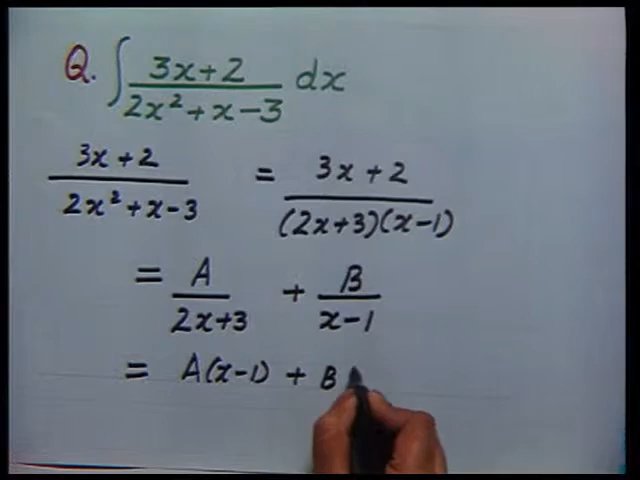 Q. ∫ (3x+2)/(2x²+x-3) dx
(3x+2)/(2x²+x-3) = (3x+2)/((2x+3)(x-1))
= A/(2x+3) + B/(x-1)
= A(x-1) + B